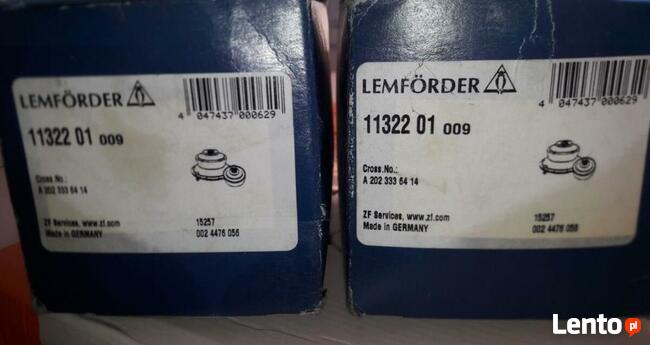 LEMFÖRDER
4 047437 000629
11322 01 009
Cross.No.:
A 202 333 64 14
ZF Services, www.zf.com
Made in GERMANY
15257
002 4476 056
LEMFÖRDER
4 047437 000629
11322 01 009
Cross.No.:
A 202 333 64 14
ZF Services, www.zf.com
Made in GERMANY
15257
002 4476 056
Lento pl